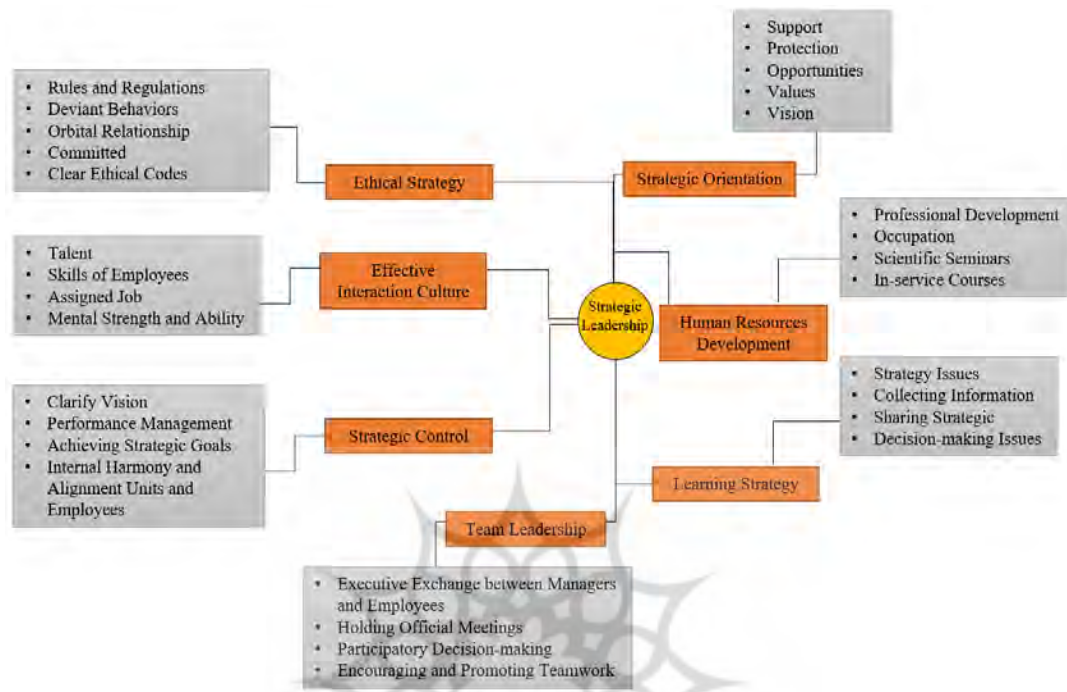 • Support
• Protection
• Opportunities
• Values
• Vision
• Rules and Regulations
• Deviant Behaviors
• Orbital Relationship
• Committed
• Clear Ethical Codes
Ethical Strategy
Strategic Orientation
• Professional Development
• Occupation
• Scientific Seminars
• In-service Courses
• Talent
• Skills of Employees
• Assigned Job
• Mental Strength and Ability
Effective
Interaction Culture
Strategic
Leadership
Human Resources
Development
• Strategy Issues
• Collecting Information
• Sharing Strategic
• Decision-making Issues
• Clarify Vision
• Performance Management
• Achieving Strategic Goals
• Internal Harmony and
Alignment Units and
Employees
Strategic Control
Learning Strategy
Team Leadership
• Executive Exchange between Managers
and Employees
• Holding Official Meetings
• Participatory Decision-making
• Encouraging and Promoting Teamwork